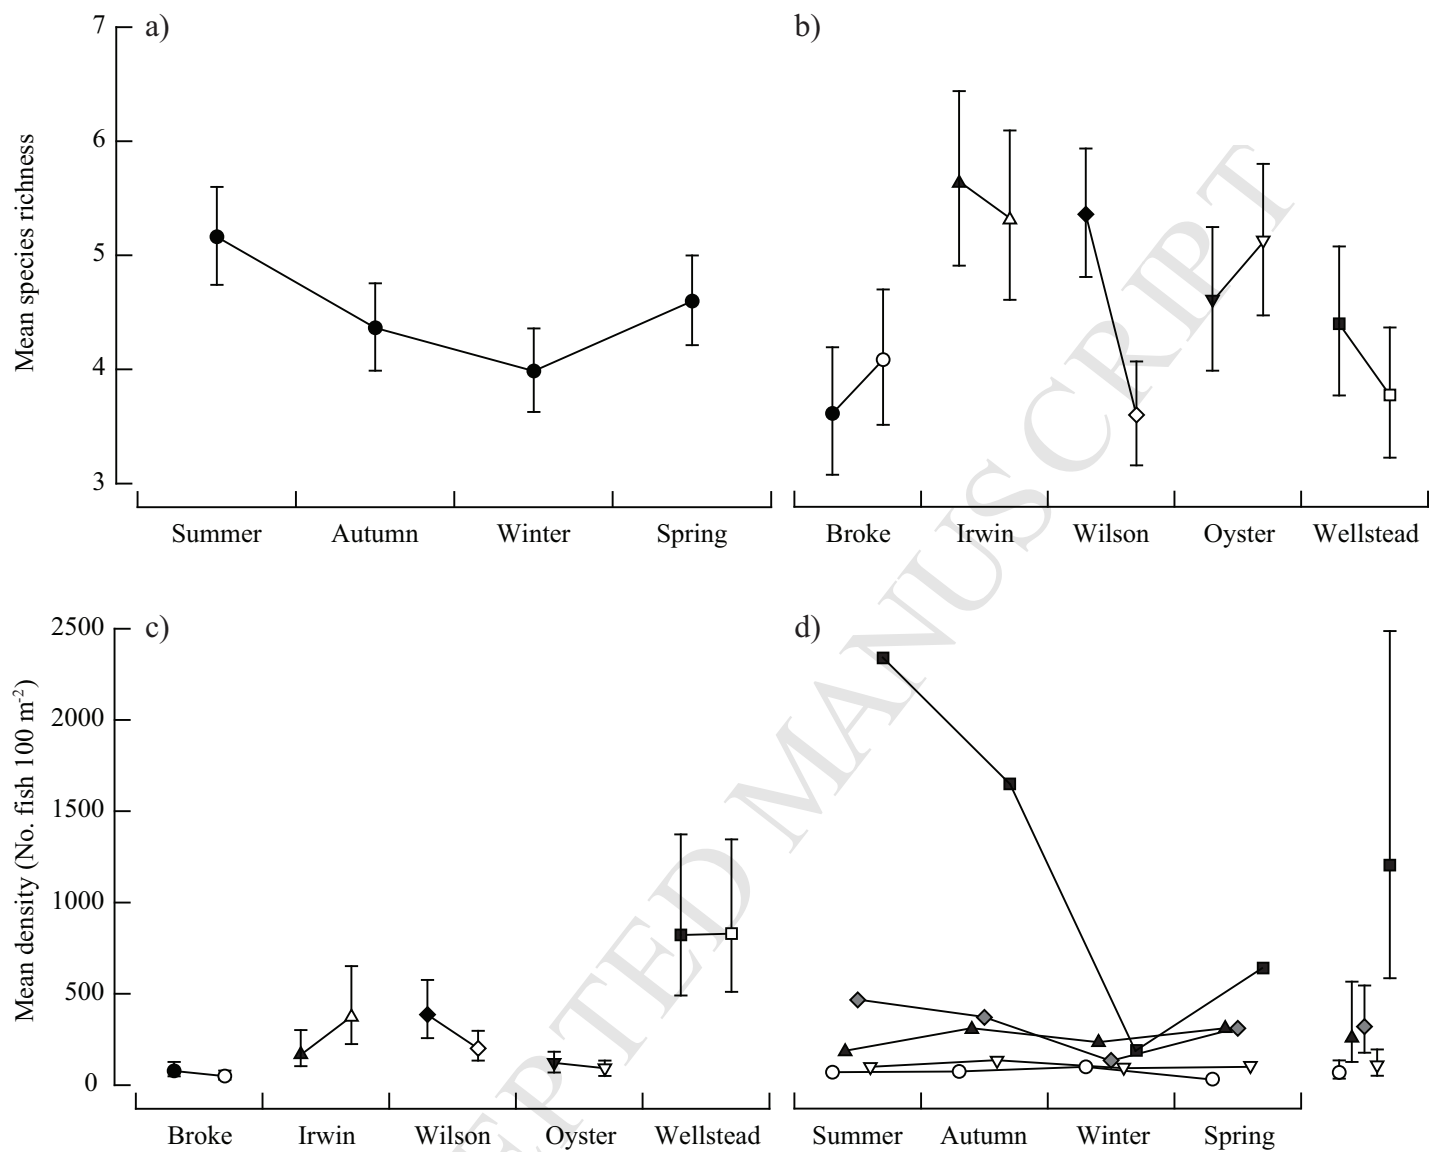 a)
b)
7
6
5
4
3
Mean species richness
Summer Autumn Winter Spring
Broke Irwin Wilson Oyster Wellstead
c)
d)
2500
2000
1500
1000
500
0
Mean density (No. fish 100 m⁻²)
Broke Irwin Wilson Oyster Wellstead
Summer Autumn Winter Spring
EPTED MANUSCRIPT